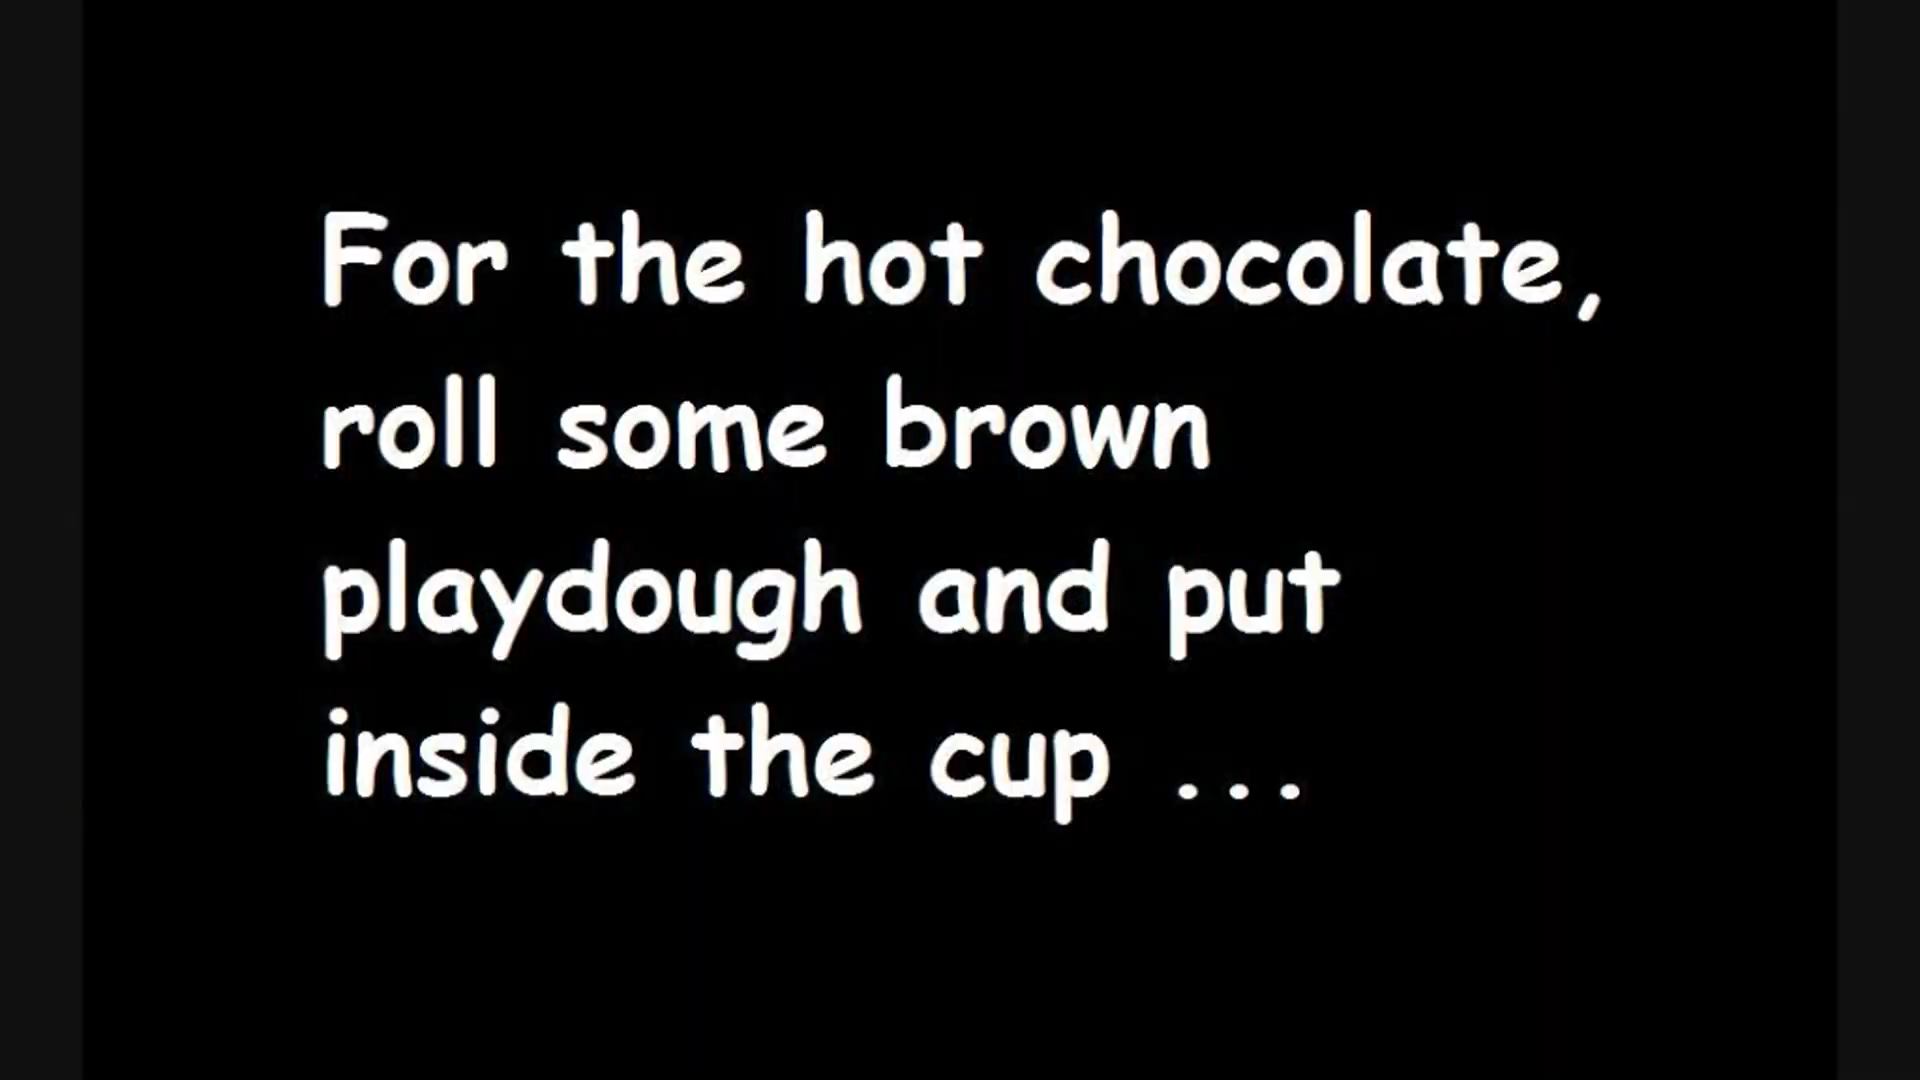 For the hot chocolate,
roll some brown
playdough and put
inside the cup ...